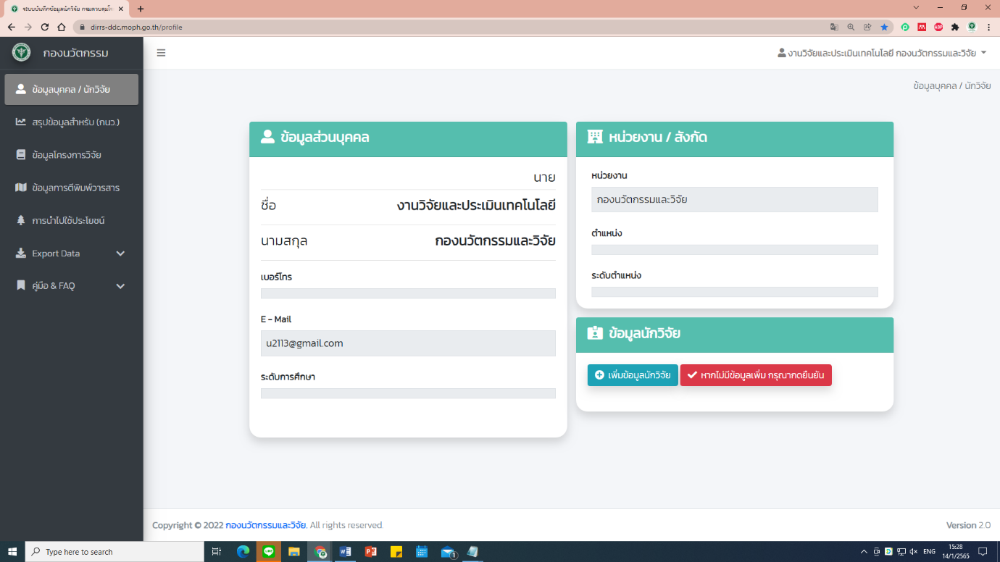 ระบบบันทึกข้อมูลนักวิจัย กรมควบคุมโร
dirrs-ddc.moph.go.th/profile
กองนวัตกรรม
งานวิจัยและประเมินเทคโนโลยี กองนวัตกรรมและวิจัย
ข้อมูลบุคคล / นักวิจัย
ข้อมูลบุคคล / นักวิจัย
สรุปข้อมูลสำหรับ (กนว.)
ข้อมูลโครงการวิจัย
ข้อมูลการตีพิมพ์วารสาร
การนำไปใช้ประโยชน์
Export Data
คู่มือ & FAQ
ข้อมูลส่วนบุคคล
นาย
ชื่อ งานวิจัยและประเมินเทคโนโลยี
นามสกุล กองนวัตกรรมและวิจัย
เบอร์โทร
E - Mail
u2113@gmail.com
ระดับการศึกษา
หน่วยงาน / สังกัด
หน่วยงาน
กองนวัตกรรมและวิจัย
ตำแหน่ง
ระดับตำแหน่ง
ข้อมูลนักวิจัย
เพิ่มข้อมูลนักวิจัย หากไม่มีข้อมูลเพิ่ม กรุณากดยืนยัน
Copyright © 2022 กองนวัตกรรมและวิจัย. All rights reserved.
Version 2.0
Type here to search
ENG
15:28
14/1/2565